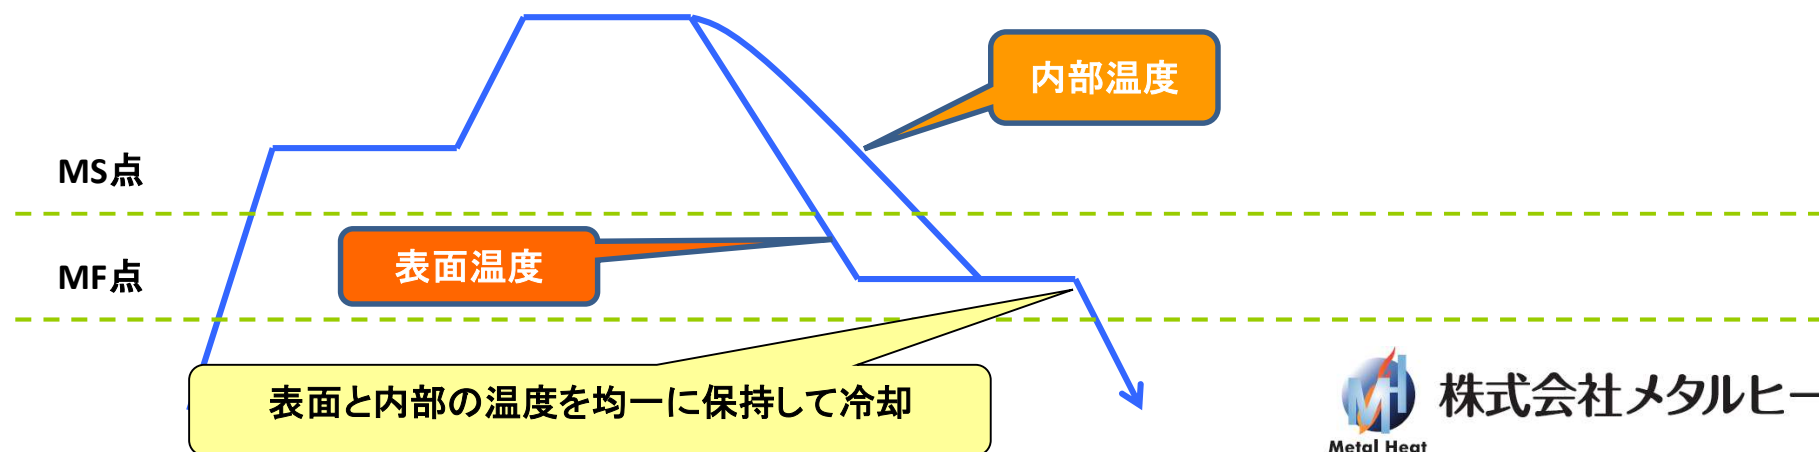 内部温度
MS点
表面温度
MF点
表面と内部の温度を均一に保持して冷却
株式会社メタルヒー
Metal Heat